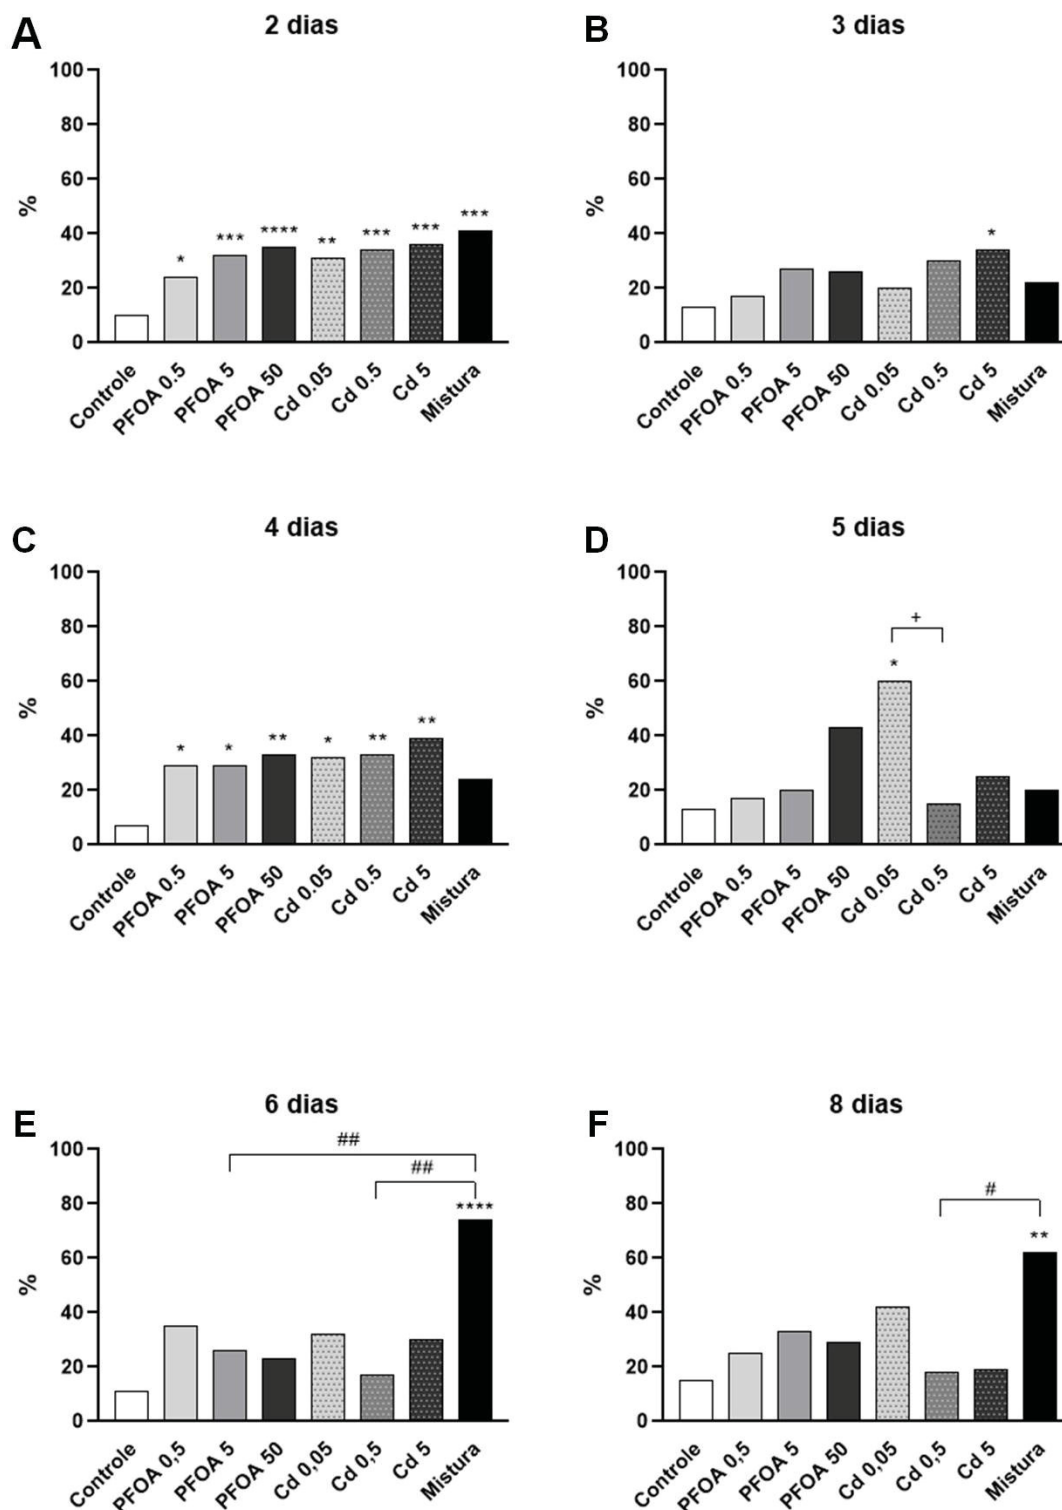 A
2 dias
100
80
60
40
20
0
%
*
***
****
**
***
***
***
Controle
PFOA 0.5
PFOA 5
PFOA 50
Cd 0.05
Cd 0.5
Cd 5
Mistura
B
3 dias
100
80
60
40
20
0
%
*
Controle
PFOA 0.5
PFOA 5
PFOA 50
Cd 0.05
Cd 0.5
Cd 5
Mistura
C
4 dias
100
80
60
40
20
0
%
*
*
**
*
**
**
Controle
PFOA 0.5
PFOA 5
PFOA 50
Cd 0.05
Cd 0.5
Cd 5
Mistura
D
5 dias
100
80
60
40
20
0
%
+
*
Controle
PFOA 0.5
PFOA 5
PFOA 50
Cd 0.05
Cd 0.5
Cd 5
Mistura
E
6 dias
100
80
60
40
20
0
%
##
##
****
Controle
PFOA 0,5
PFOA 5
PFOA 50
Cd 0,05
Cd 0,5
Cd 5
Mistura
F
8 dias
100
80
60
40
20
0
%
#
**
Controle
PFOA 0,5
PFOA 5
PFOA 50
Cd 0,05
Cd 0,5
Cd 5
Mistura